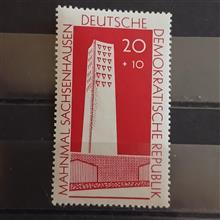 MAHNMAL SACHSENHAUSEN
DEUTSCHE
DEMOKRATISCHE REPUBLIK
20
+10